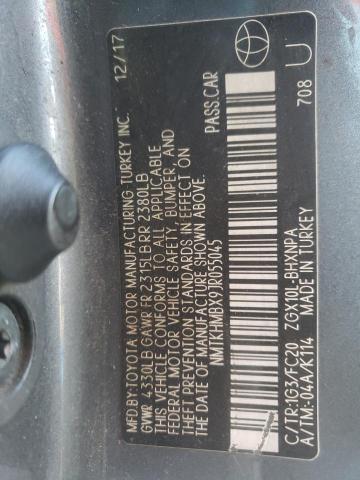 MFD.BY:TOYOTA MOTOR MANUFACTURING TURKEY INC. 12/17
GVWR 4350LB GAWR FR 2315LB RR 2380LB
THIS VEHICLE CONFORMS TO ALL APPLICABLE
FEDERAL MOTOR VEHICLE SAFETY, BUMPER, AND
THEFT PREVENTION STANDARDS IN EFFECT ON
THE DATE OF MANUFACTURE SHOWN ABOVE.
NMTKHMBX9JR055045 PASS.CAR
C/TR:1G3/FC20 ZGX10L-BHXNPA
A/TM:-04A/K114 MADE IN TURKEY
708 U